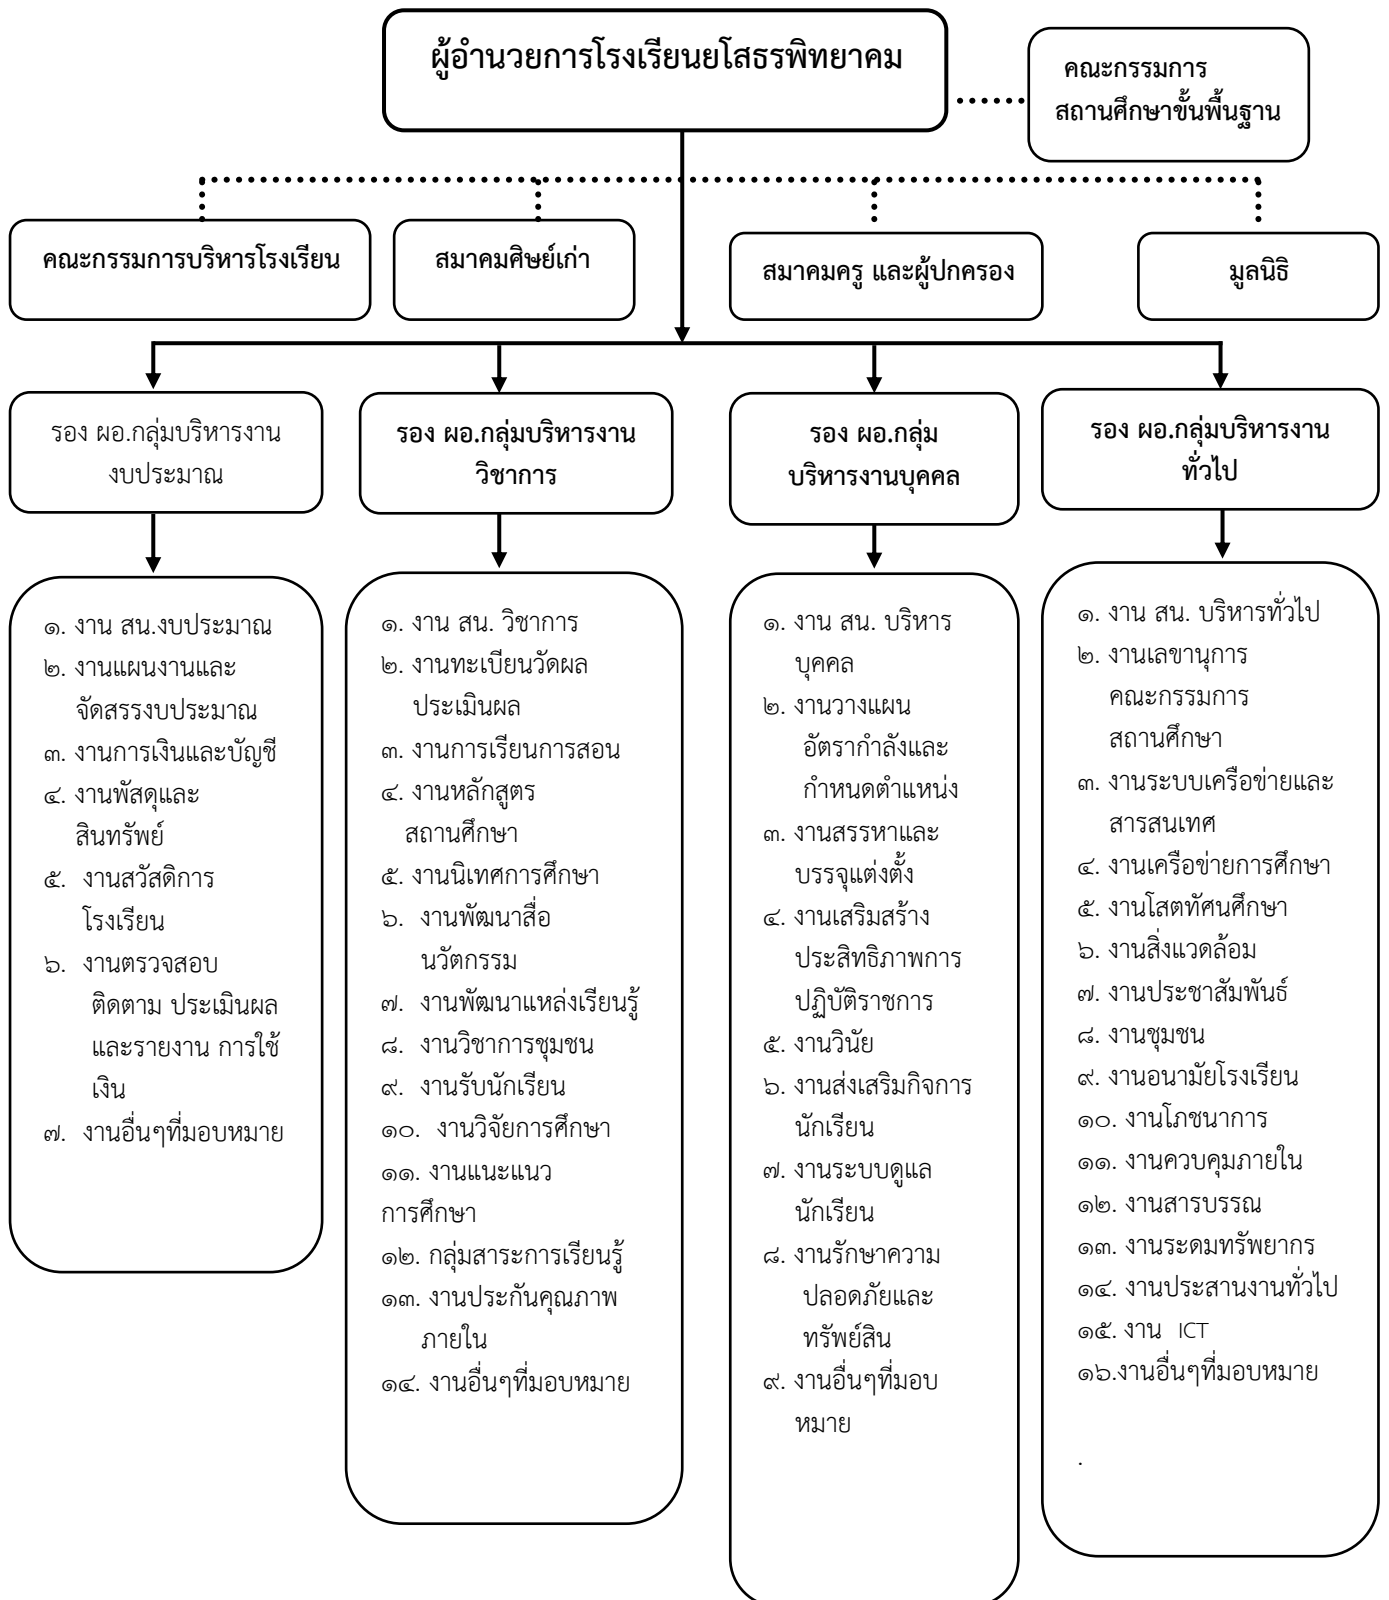 ผู้อำนวยการโรงเรียนยโสธรพิทยาคม
คณะกรรมการ
สถานศึกษาขั้นพื้นฐาน
คณะกรรมการบริหารโรงเรียน
สมาคมศิษย์เก่า
สมาคมครู และผู้ปกครอง
มูลนิธิ
รอง ผอ.กลุ่มบริหารงาน
งบประมาณ
รอง ผอ.กลุ่มบริหารงาน
วิชาการ
รอง ผอ.กลุ่ม
บริหารงานบุคคล
รอง ผอ.กลุ่มบริหารงาน
ทั่วไป
๑. งาน สน.งบประมาณ
๒. งานแผนงานและ
จัดสรรงบประมาณ
๓. งานการเงินและบัญชี
๔. งานพัสดุและ
สินทรัพย์
๕. งานสวัสดิการ
โรงเรียน
๖. งานตรวจสอบ
ติดตาม ประเมินผล
และรายงาน การใช้
เงิน
๗. งานอื่นๆที่มอบหมาย
๑. งาน สน. วิชาการ
๒. งานทะเบียนวัดผล
ประเมินผล
๓. งานการเรียนการสอน
๔. งานหลักสูตร
สถานศึกษา
๕. งานนิเทศการศึกษา
๖. งานพัฒนาสื่อ
นวัตกรรม
๗. งานพัฒนาแหล่งเรียนรู้
๘. งานวิชาการชุมชน
๙. งานรับนักเรียน
๑๐. งานวิจัยการศึกษา
๑๑. งานแนะแนว
การศึกษา
๑๒. กลุ่มสาระการเรียนรู้
๑๓. งานประกันคุณภาพ
ภายใน
๑๔. งานอื่นๆที่มอบหมาย
๑. งาน สน. บริหาร
บุคคล
๒. งานวางแผน
อัตรากำลังและ
กำหนดตำแหน่ง
๓. งานสรรหาและ
บรรจุแต่งตั้ง
๔. งานเสริมสร้าง
ประสิทธิภาพการ
ปฏิบัติราชการ
๕. งานวินัย
๖. งานส่งเสริมกิจการ
นักเรียน
๗. งานระบบดูแล
นักเรียน
๘. งานรักษาความ
ปลอดภัยและ
ทรัพย์สิน
๙. งานอื่นๆที่มอบ
หมาย
๑. งาน สน. บริหารทั่วไป
๒. งานเลขานุการ
คณะกรรมการ
สถานศึกษา
๓. งานระบบเครือข่ายและ
สารสนเทศ
๔. งานเครือข่ายการศึกษา
๕. งานโสตทัศนศึกษา
๖. งานสิ่งแวดล้อม
๗. งานประชาสัมพันธ์
๘. งานชุมชน
๙. งานอนามัยโรงเรียน
๑๐. งานโภชนาการ
๑๑. งานควบคุมภายใน
๑๒. งานสารบรรณ
๑๓. งานระดมทรัพยากร
๑๔. งานประสานงานทั่วไป
๑๕. งาน ICT
๑๖.งานอื่นๆที่มอบหมาย
.